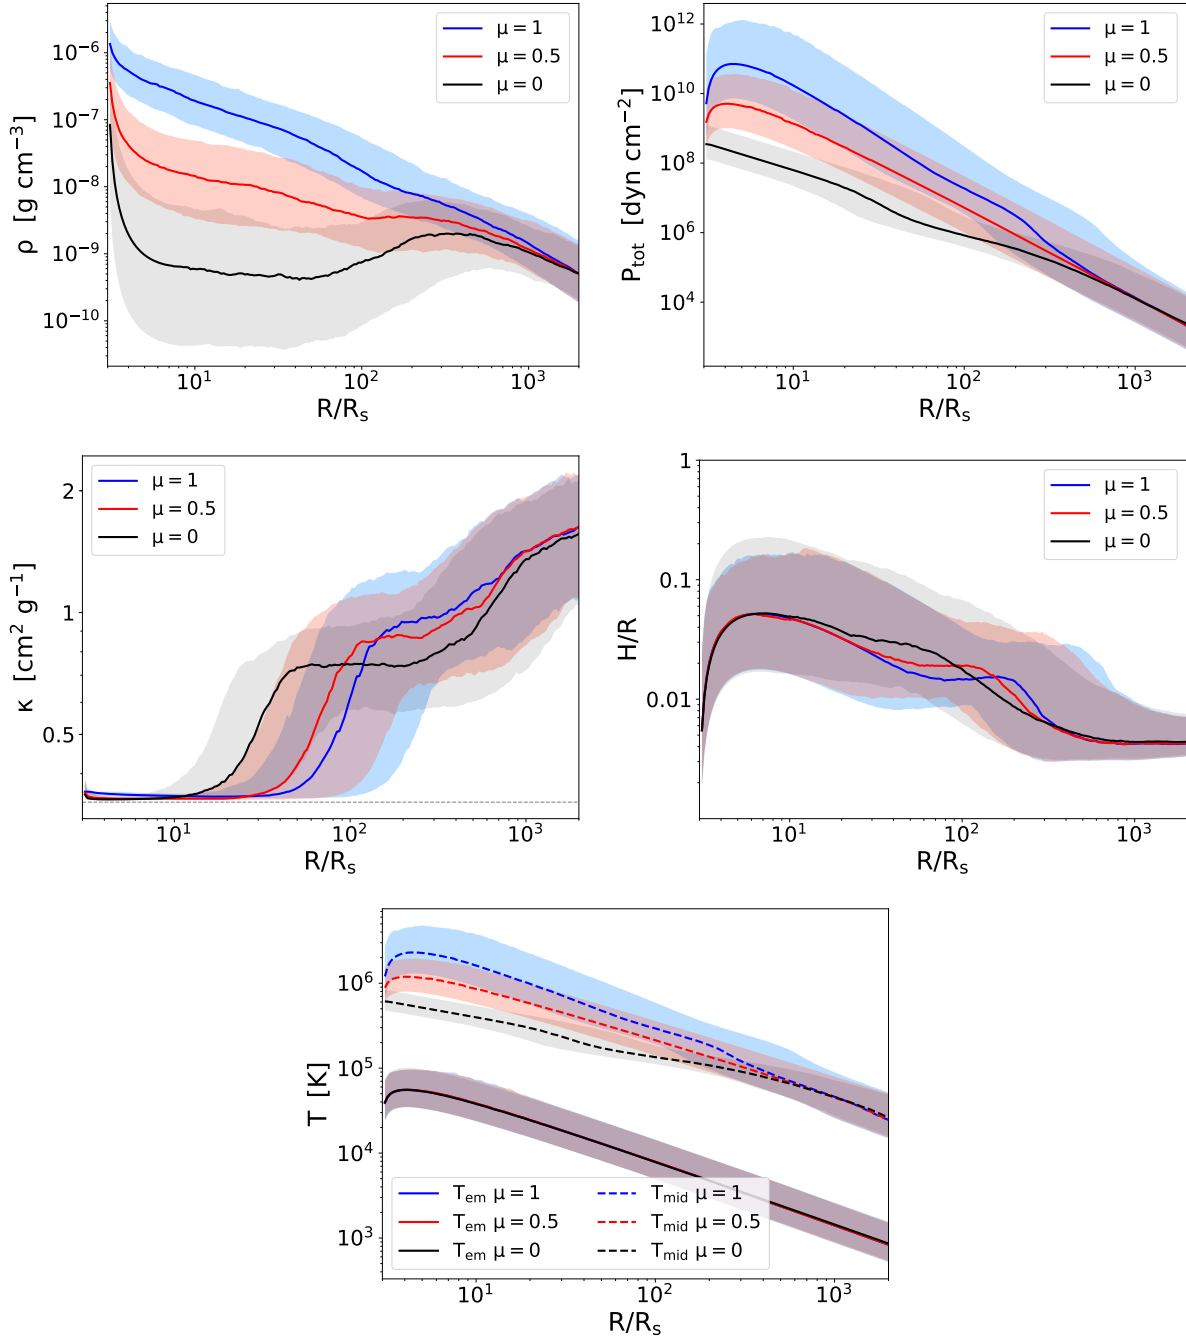 ρ [g cm⁻³]
10⁻⁶
10⁻⁷
10⁻⁸
10⁻⁹
10⁻¹⁰
μ = 1
μ = 0.5
μ = 0
10¹ 10² 10³
R/Rₛ
P_tot [dyn cm⁻²]
10¹²
10¹⁰
10⁸
10⁶
10⁴
μ = 1
μ = 0.5
μ = 0
10¹ 10² 10³
R/Rₛ
κ [cm² g⁻¹]
2
1
0.5
μ = 1
μ = 0.5
μ = 0
10¹ 10² 10³
R/Rₛ
H/R
1
0.1
0.01
μ = 1
μ = 0.5
μ = 0
10¹ 10² 10³
R/Rₛ
T [K]
10⁶
10⁵
10⁴
10³
T_em μ = 1 T_mid μ = 1
T_em μ = 0.5 T_mid μ = 0.5
T_em μ = 0 T_mid μ = 0
10¹ 10² 10³
R/Rₛ